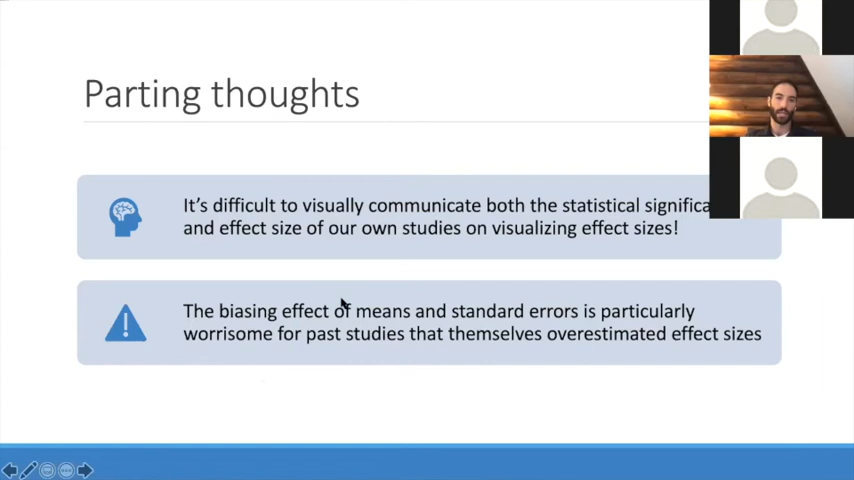 Parting thoughts
It's difficult to visually communicate both the statistical
and effect size of our own studies on visualizing effect sizes!
The biasing effect of means and standard errors is particularly
worrisome for past studies that themselves overestimated effect sizes